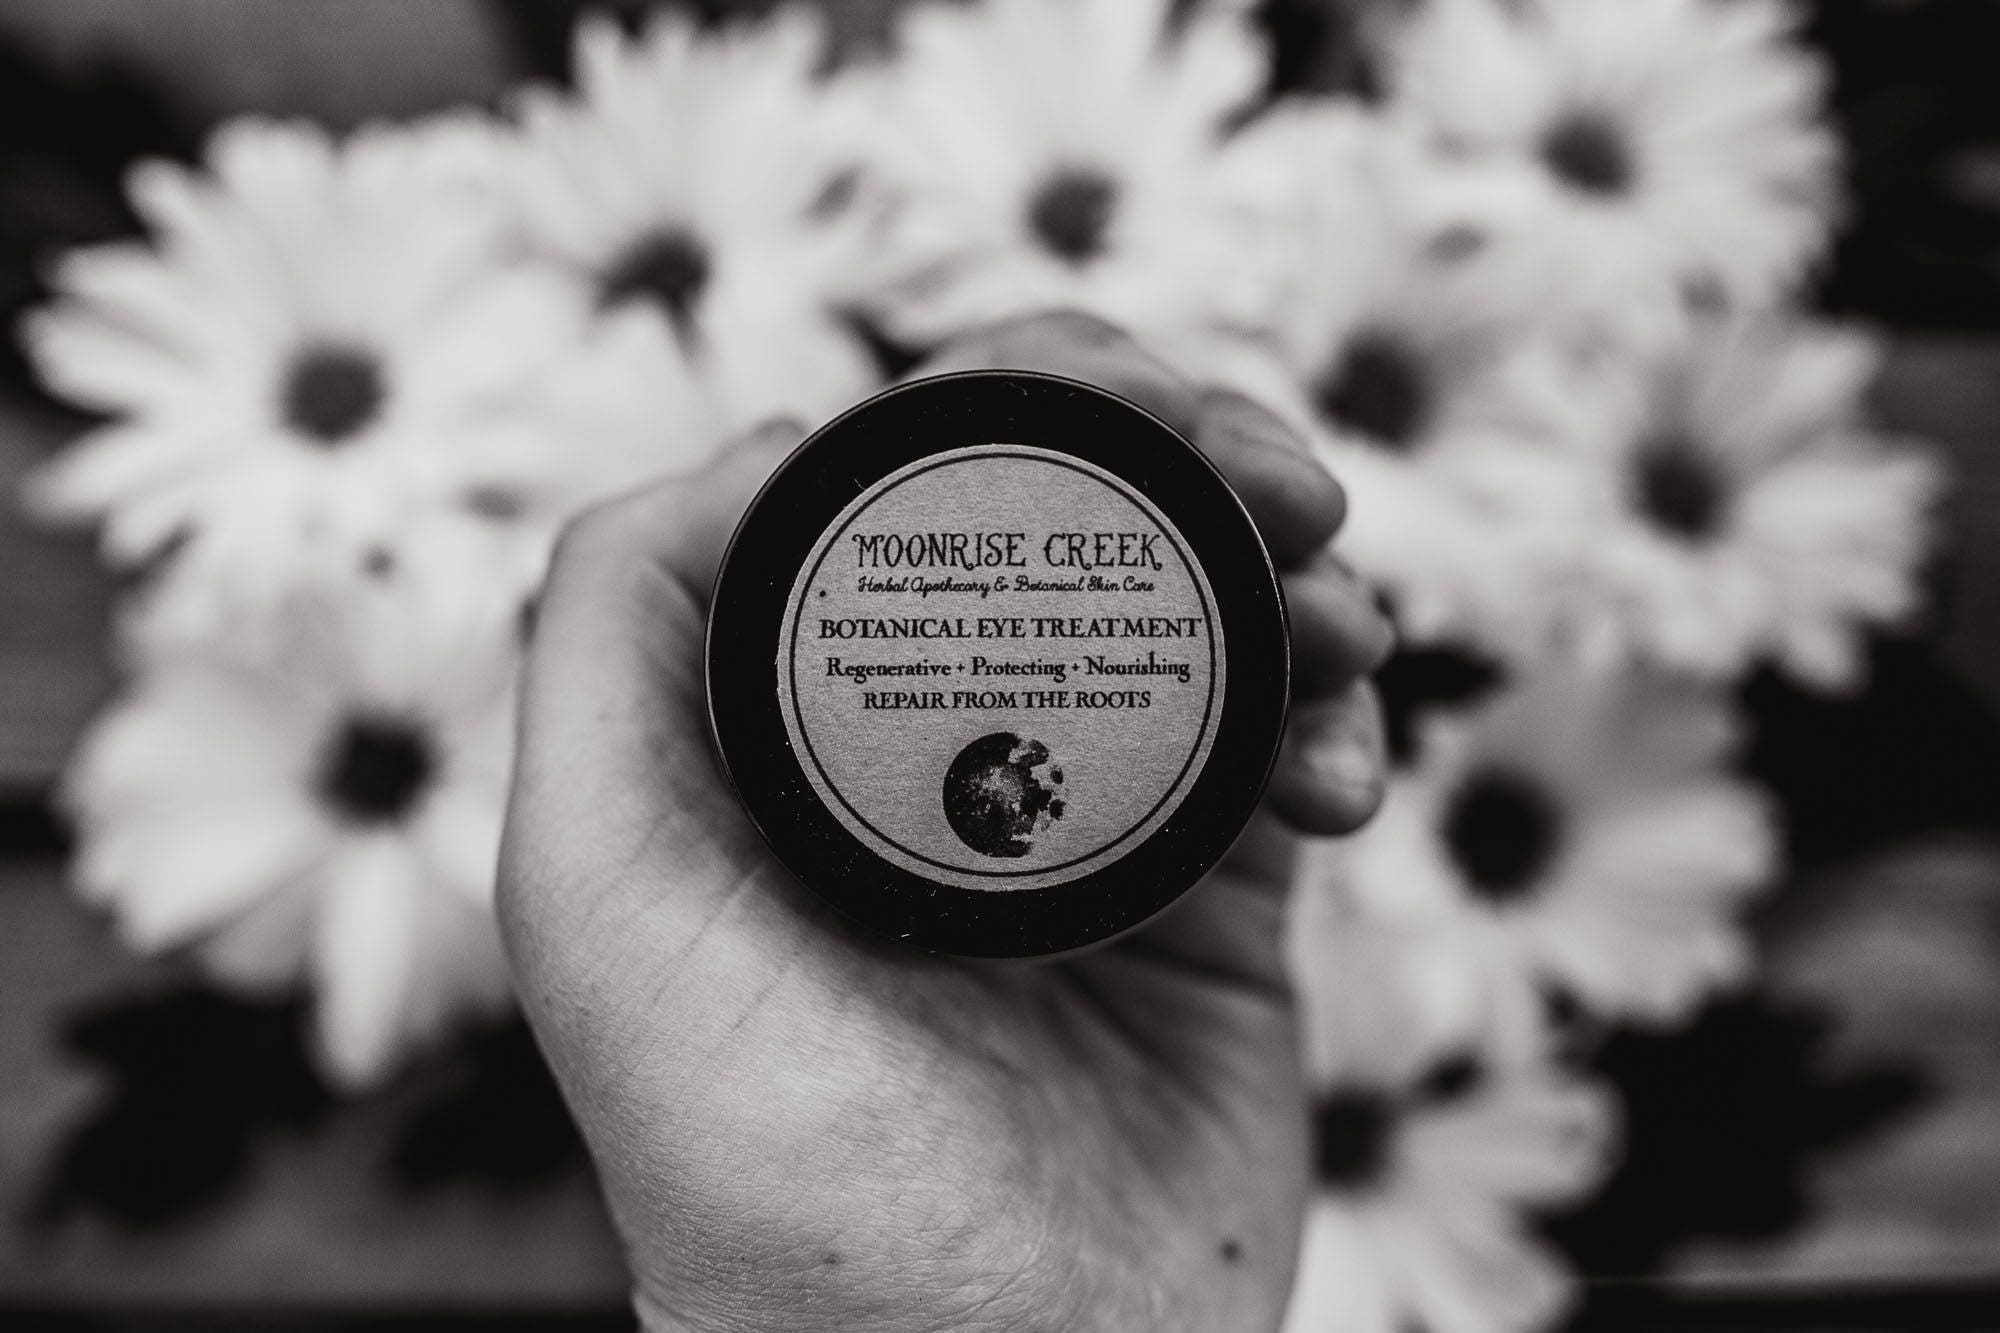 MOONRISE CREEK
Herbal Apothecary & Botanical Skin Care
BOTANICAL EYE TREATMENT
Regenerative + Protecting + Nourishing
REPAIR FROM THE ROOTS